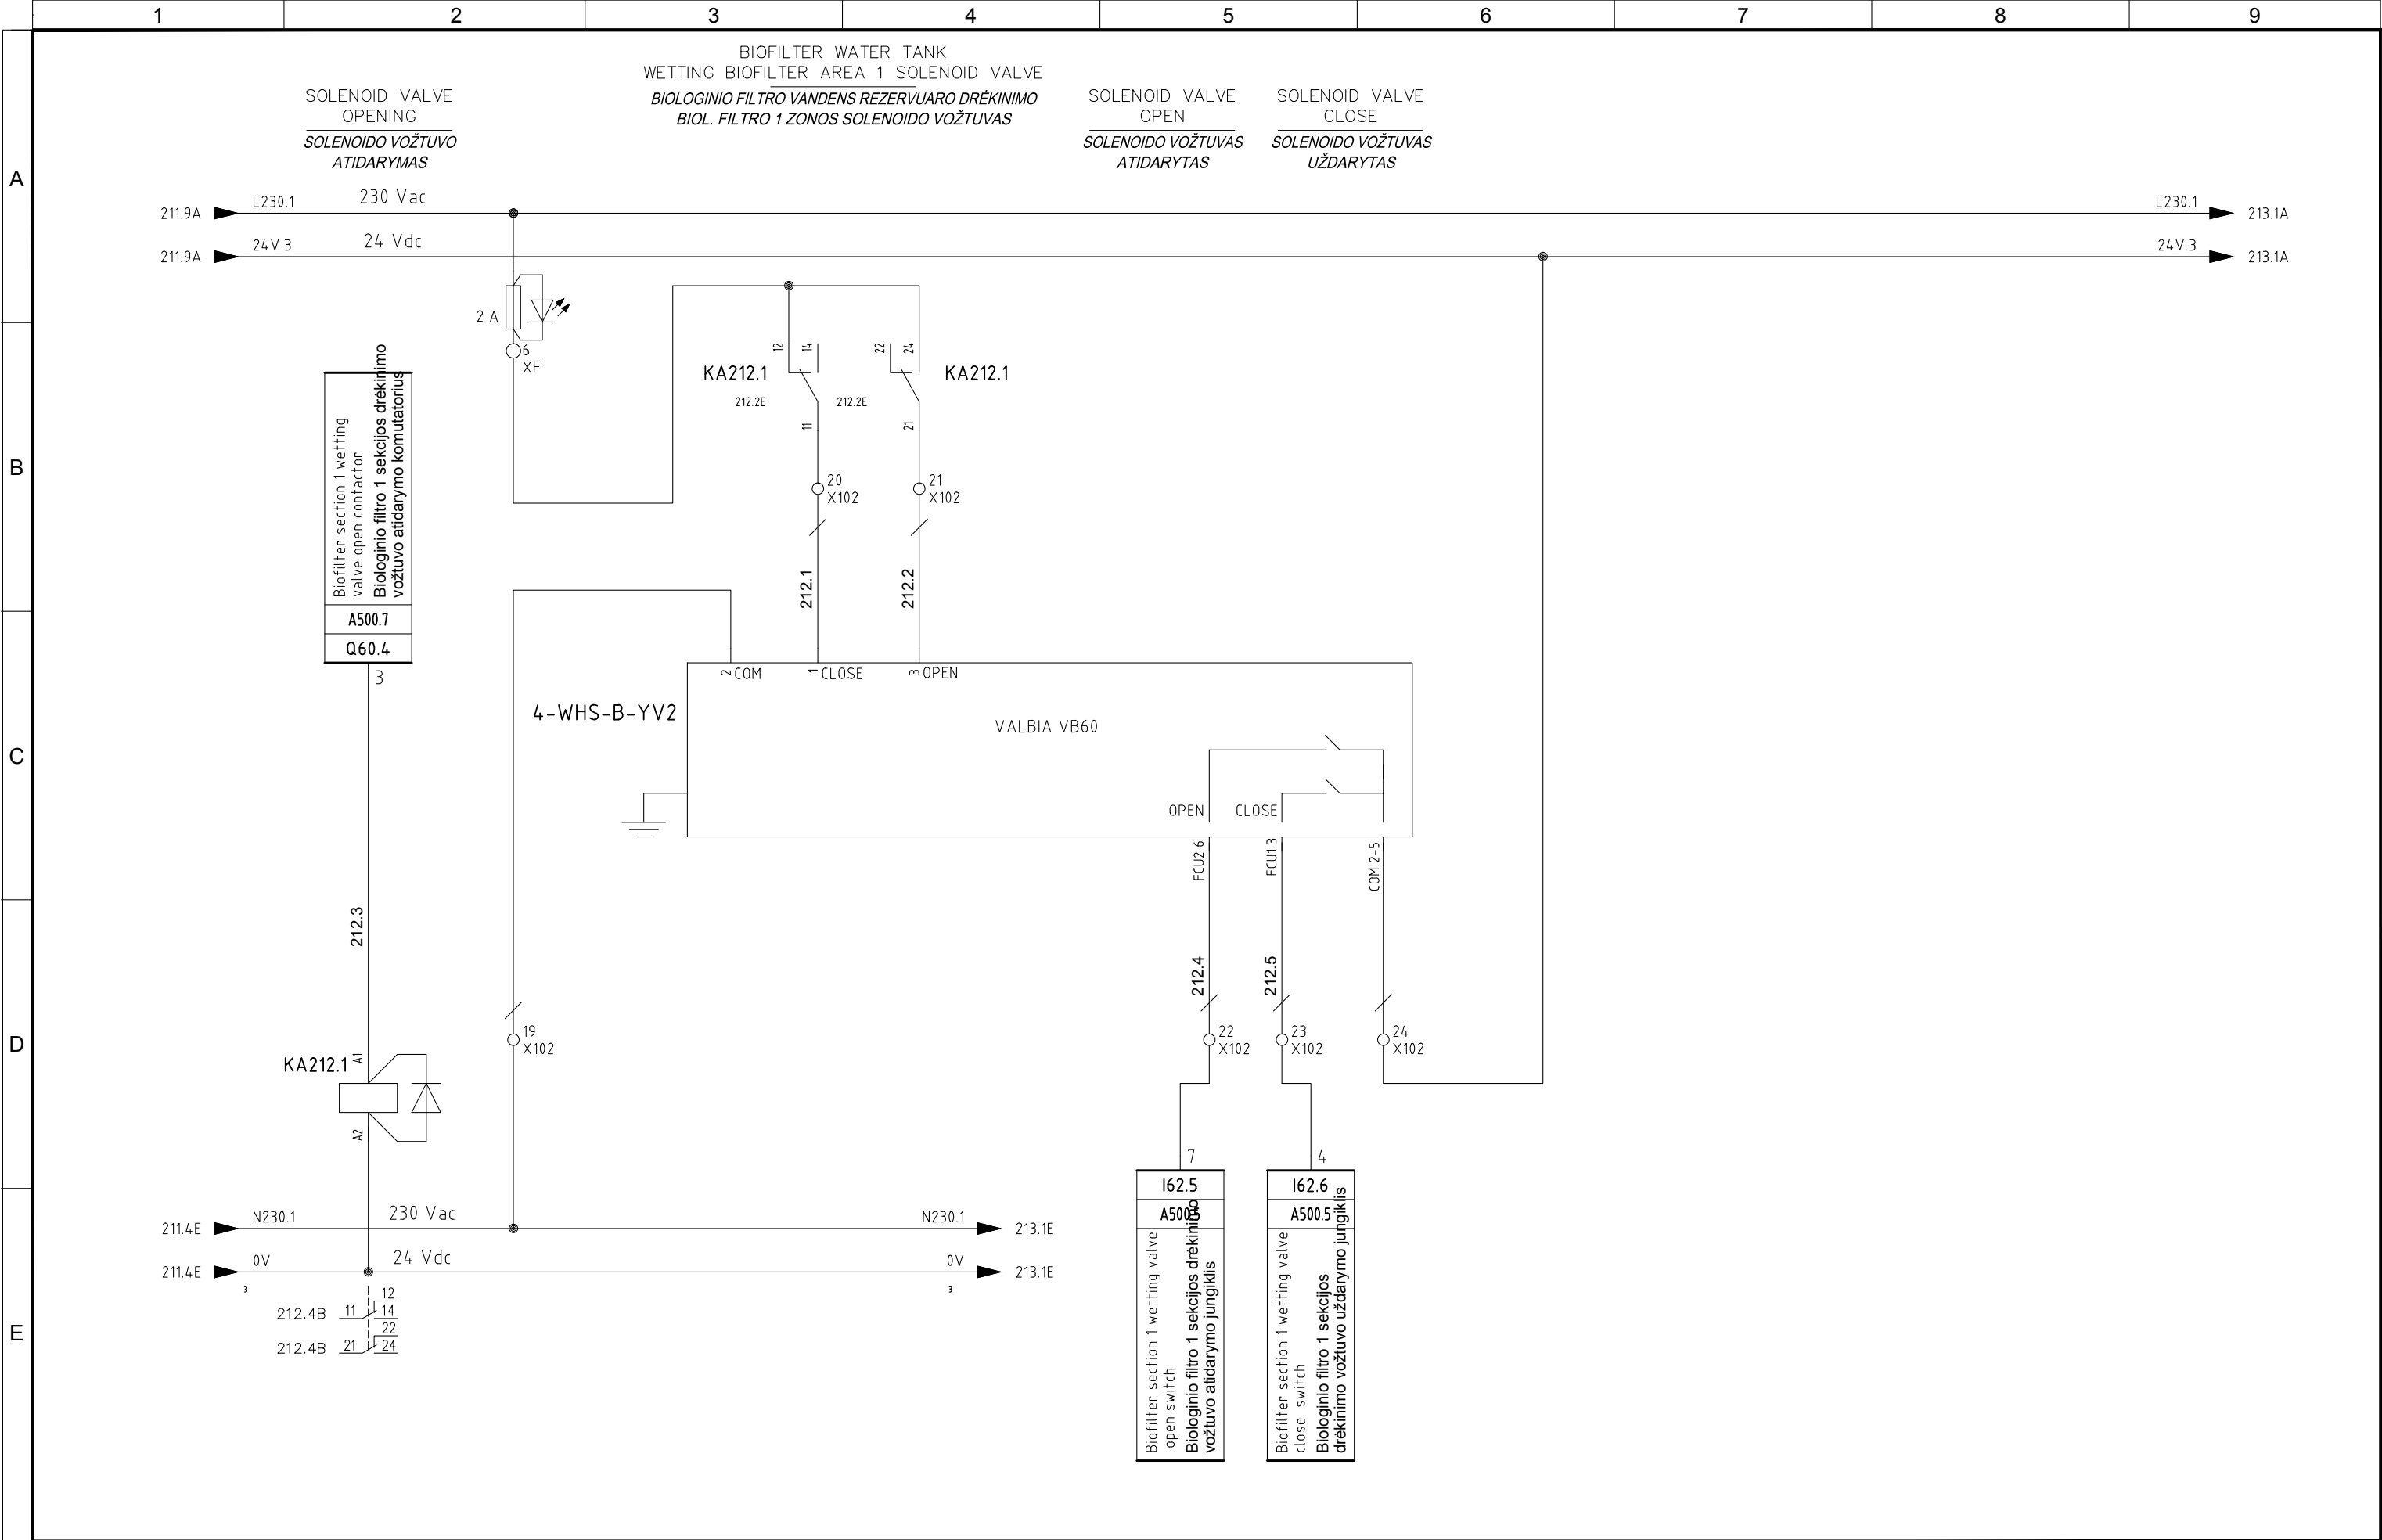 1 2 3 4 5 6 7 8 9
A
B
C
D
E
BIOFILTER WATER TANK
WETTING BIOFILTER AREA 1 SOLENOID VALVE
BIOLOGINIO FILTRO VANDENS REZERVUARO DRĖKINIMO
BIOL. FILTRO 1 ZONOS SOLENOIDO VOŽTUVAS
SOLENOID VALVE
OPENING
SOLENOIDO VOŽTUVO
ATIDARYMAS
SOLENOID VALVE
OPEN
SOLENOIDO VOŽTUVAS
ATIDARYTAS
SOLENOID VALVE
CLOSE
SOLENOIDO VOŽTUVAS
UŽDARYTAS
211.9A L230.1 230 Vac L230.1 213.1A
211.9A 24V.3 24 Vdc 24V.3 213.1A
2 A
6
XF
12 14
KA212.1
212.2E
11
22 24
KA212.1
212.2E
21
20
X102
21
X102
212.1
212.2
Biofilter section 1 wetting
valve open contactor
Biologinio filtro 1 sekcijos drėkinimo
vožtuvo atidarymo komutatorius
A500.7
Q60.4
3
2 COM
1 CLOSE
3 OPEN
4-WHS-B-YV2
VALBIA VB60
OPEN CLOSE
FCU2 6
FCU1 3
COM 2-5
212.3
212.4
212.5
19
X102
22
X102
23
X102
24
X102
KA212.1
A1
A2
7
I62.5
A500.5
Biofilter section 1 wetting valve
open switch
Biologinio filtro 1 sekcijos drėkinimo
vožtuvo atidarymo jungiklis
4
I62.6
A500.5
Biofilter section 1 wetting valve
close switch
Biologinio filtro 1 sekcijos
drėkinimo vožtuvo uždarymo jungiklis
211.4E N230.1 230 Vac N230.1 213.1E
211.4E 0V 24 Vdc 0V 213.1E
3 3
212.4B 11 12 14
212.4B 21 22 24